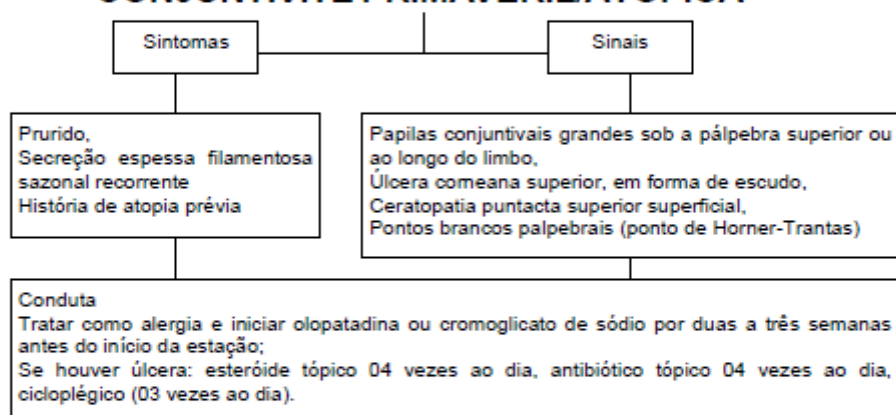 CONJUNTIVITE PRIMAVERIL/ATÓPICA
Sintomas
Sinais
Prurido,
Secreção espessa filamentosa
sazonal recorrente
História de atopia prévia
Papilas conjuntivais grandes sob a pálpebra superior ou
ao longo do limbo,
Úlcera corneana superior, em forma de escudo,
Ceratopatia puntacta superior superficial,
Pontos brancos palpebrais (ponto de Horner-Trantas)
Conduta
Tratar como alergia e iniciar olopatadina ou cromoglicato de sódio por duas a três semanas
antes do início da estação;
Se houver úlcera: esteróide tópico 04 vezes ao dia, antibiótico tópico 04 vezes ao dia,
ciclopлégico (03 vezes ao dia).